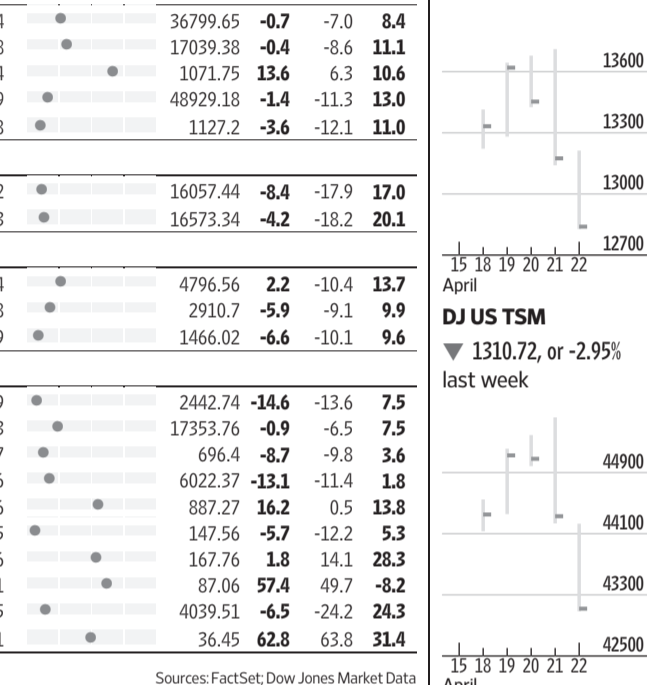 36799.65 -0.7 -7.0 8.4
17039.38 -0.4 -8.6 11.1
1071.75 13.6 6.3 10.6
48929.18 -1.4 -11.3 13.0
1127.2 -3.6 -12.1 11.0
16057.44 -8.4 -17.9 17.0
16573.34 -4.2 -18.2 20.1
4796.56 2.2 -10.4 13.7
2910.7 -5.9 -9.1 9.9
1466.02 -6.6 -10.1 9.6
2442.74 -14.6 -13.6 7.5
17353.76 -0.9 -6.5 7.5
696.4 -8.7 -9.8 3.6
6022.37 -13.1 -11.4 1.8
887.27 16.2 0.5 13.8
147.56 -5.7 -12.2 5.3
167.76 1.8 14.1 28.3
87.06 57.4 49.7 -8.2
4039.51 -6.5 -24.2 24.3
36.45 62.8 63.8 31.4
Sources: FactSet; Dow Jones Market Data
13600
13300
13000
12700
15 18 19 20 21 22
April
DJ US TSM
▼ 1310.72, or -2.95%
last week
44900
44100
43300
42500
15 18 19 20 21 22
April